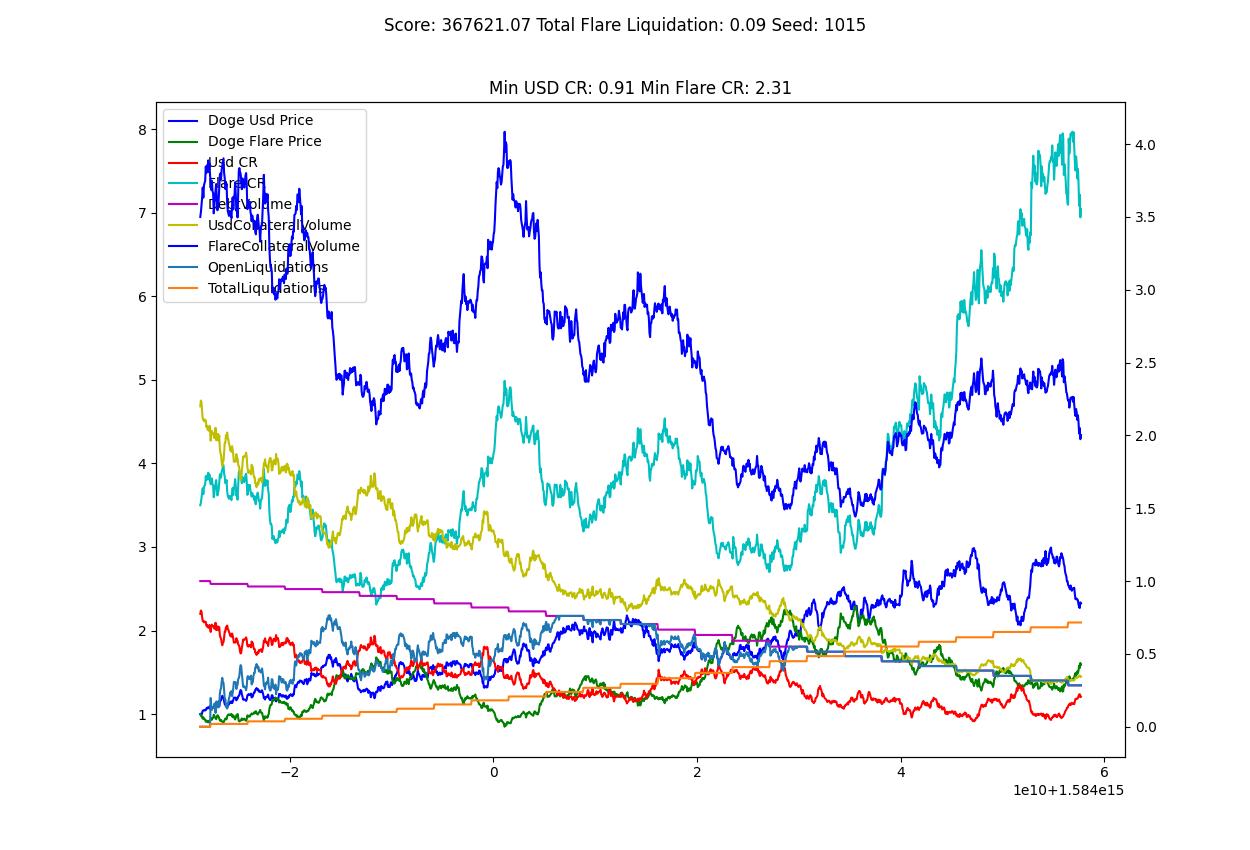 Score: 367621.07 Total Flare Liquidation: 0.09 Seed: 1015
Min USD CR: 0.91 Min Flare CR: 2.31
Doge Usd Price
Doge Flare Price
Usd CR
Flare CR
DebtVolume
UsdCollateralVolume
FlareCollateralVolume
OpenLiquidations
TotalLiquidations
8
7
6
5
4
3
2
1
4.0
3.5
3.0
2.5
2.0
1.5
1.0
0.5
0.0
−2
0
2
4
6
1e10+1.584e15